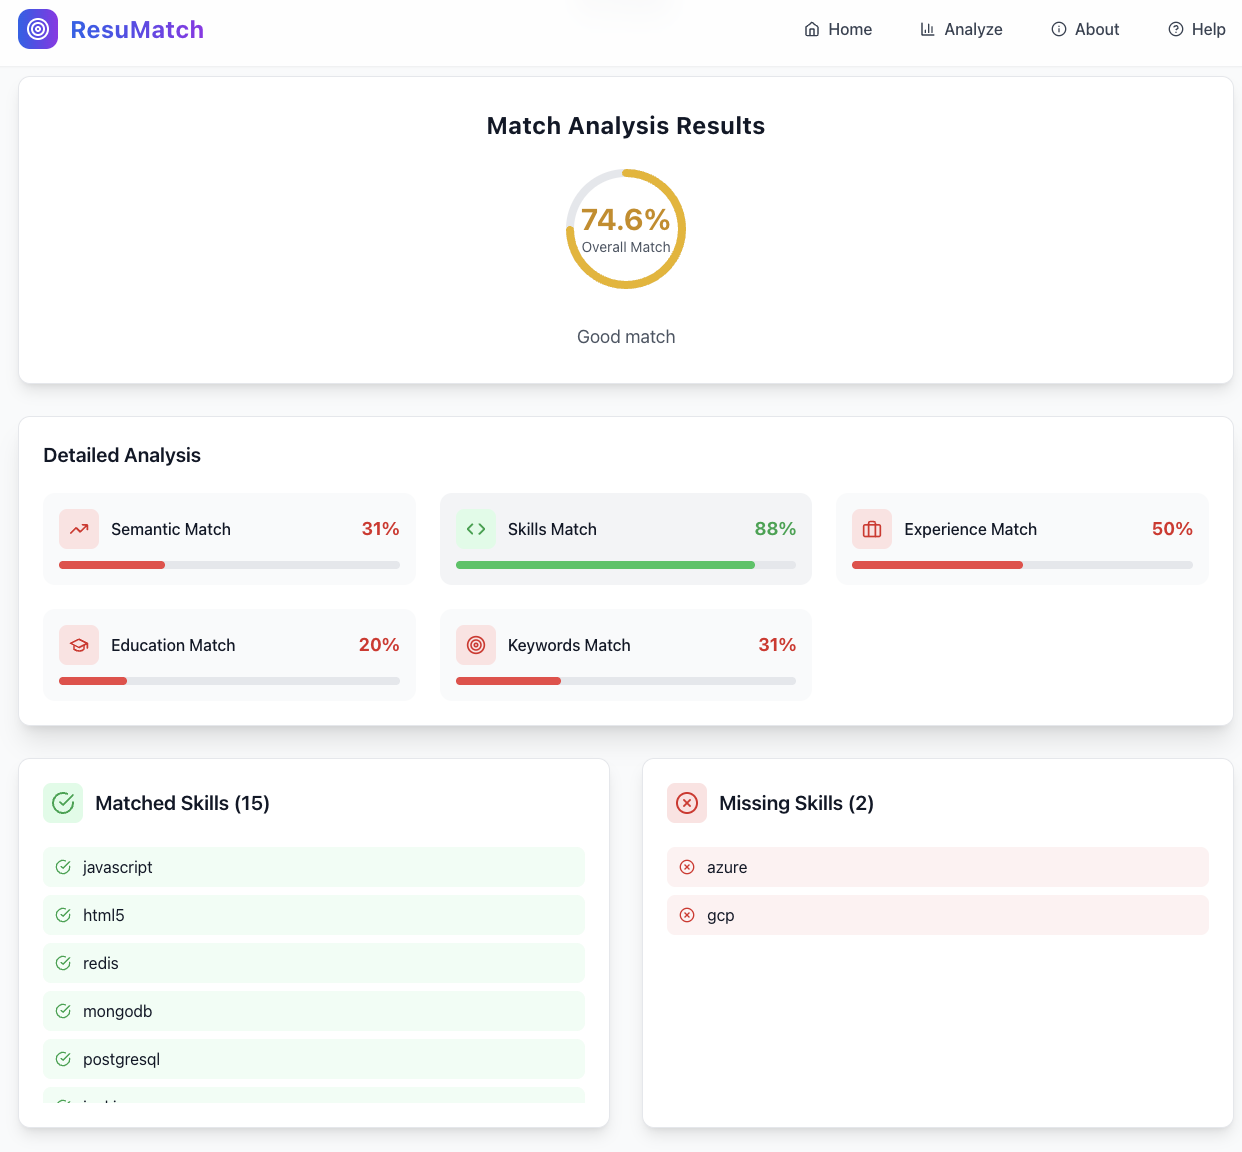 ResuMatch
Home
Analyze
About
Help
Match Analysis Results
74.6%
Overall Match
Good match
Detailed Analysis
Semantic Match 31%
Skills Match 88%
Experience Match 50%
Education Match 20%
Keywords Match 31%
Matched Skills (15)
javascript
html5
redis
mongodb
postgresql
Missing Skills (2)
azure
gcp